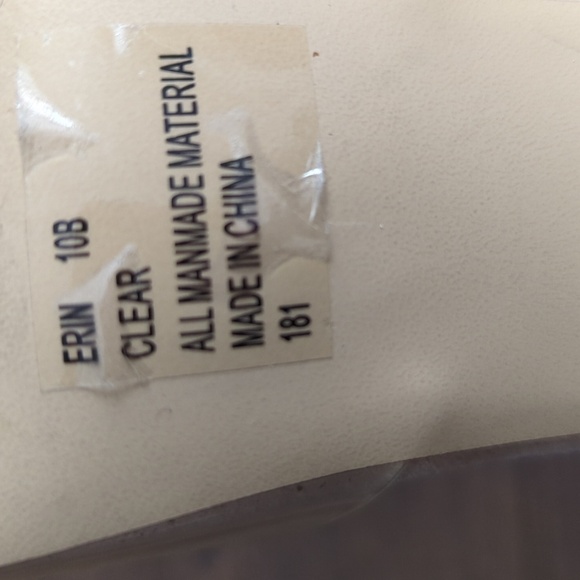 ERIN 10B
CLEAR
ALL MANMADE MATERIAL
MADE IN CHINA
181